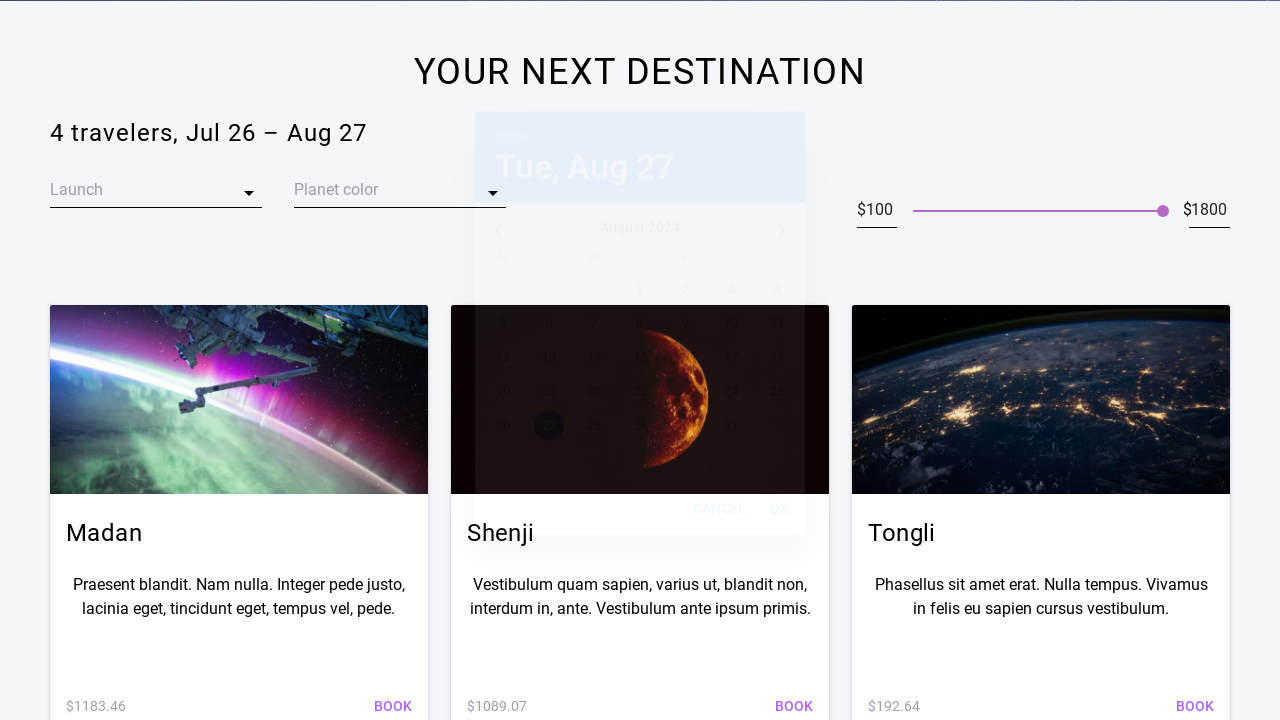 YOUR NEXT DESTINATION
4 travelers, Jul 26 – Aug 27
2024
Tue, Aug 27
Launch
Planet color
$100
$1800
August 2024
1 2 3 4
5 6 7 8 9 10 11
12 13 14 15 17 18
19 20 21 22 24 25
26 27 28 29 31
CANCEL OK
Madan
Praesent blandit. Nam nulla. Integer pede justo,
lacinia eget, tincidunt eget, tempus vel, pede.
$1183.46
BOOK
Shenji
Vestibulum quam sapien, varius ut, blandit non,
interdum in, ante. Vestibulum ante ipsum primis.
$1089.07
BOOK
Tongli
Phasellus sit amet erat. Nulla tempus. Vivamus
in felis eu sapien cursus vestibulum.
$192.64
BOOK